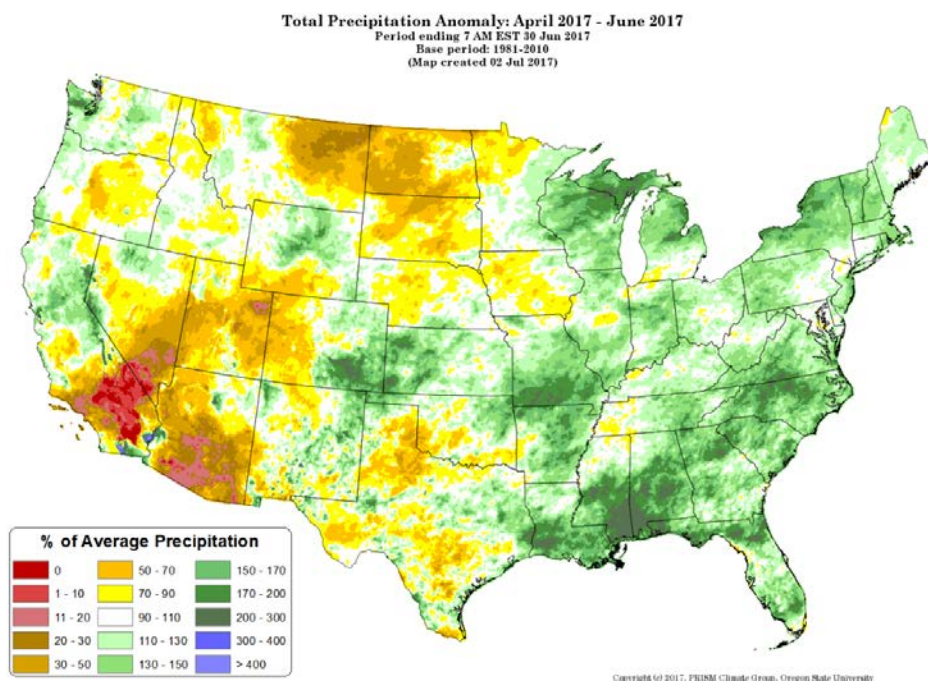 Total Precipitation Anomaly: April 2017 - June 2017
Period ending 7 AM EST 30 Jun 2017
Base period: 1981-2010
(Map created 02 Jul 2017)
% of Average Precipitation
0
50 - 70
150 - 170
1 - 10
70 - 90
170 - 200
11 - 20
90 - 110
200 - 300
20 - 30
110 - 130
300 - 400
30 - 50
130 - 150
> 400
Copyright (c) 2017, PRISM Climate Group, Oregon State University